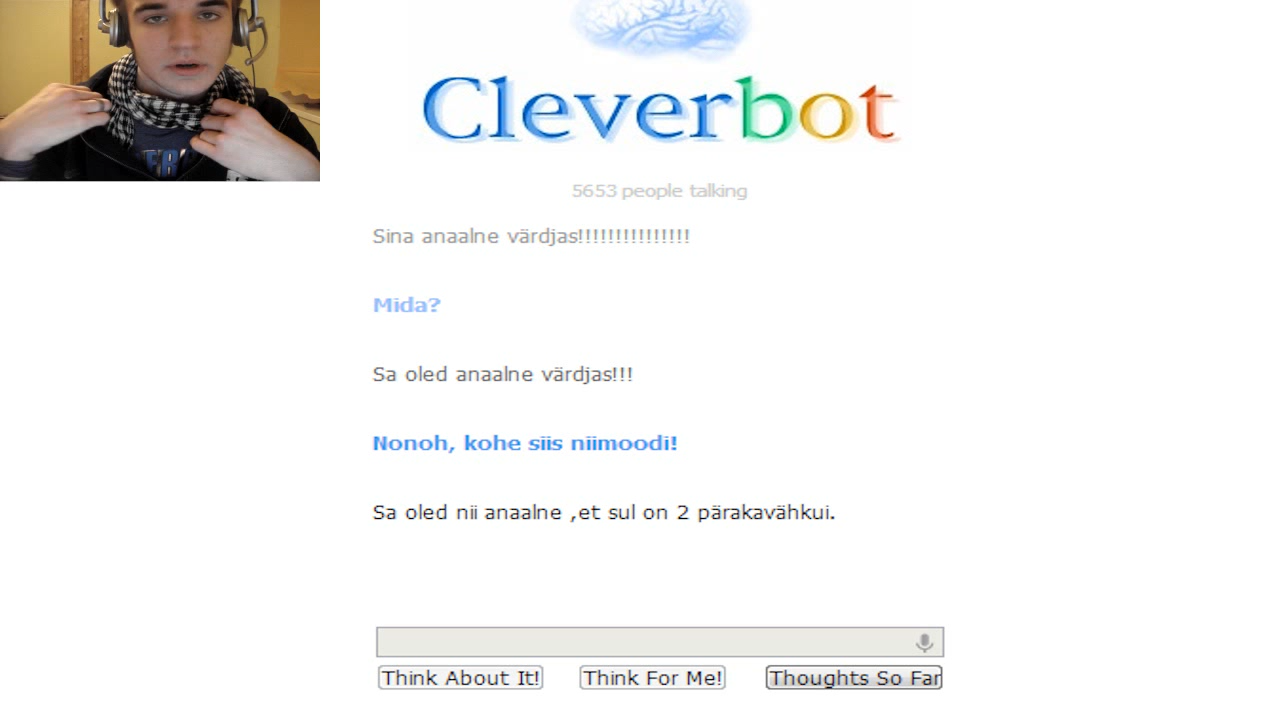 Cleverbot
5653 people talking
Sina anaalne värdjas!!!!!!!!!!!!!!!
Mida?
Sa oled anaalne värdjas!!!
Nonoh, kohe siis niimoodi!
Sa oled nii anaalne ,et sul on 2 pärakavähkui.
Think About It!
Think For Me!
Thoughts So Far